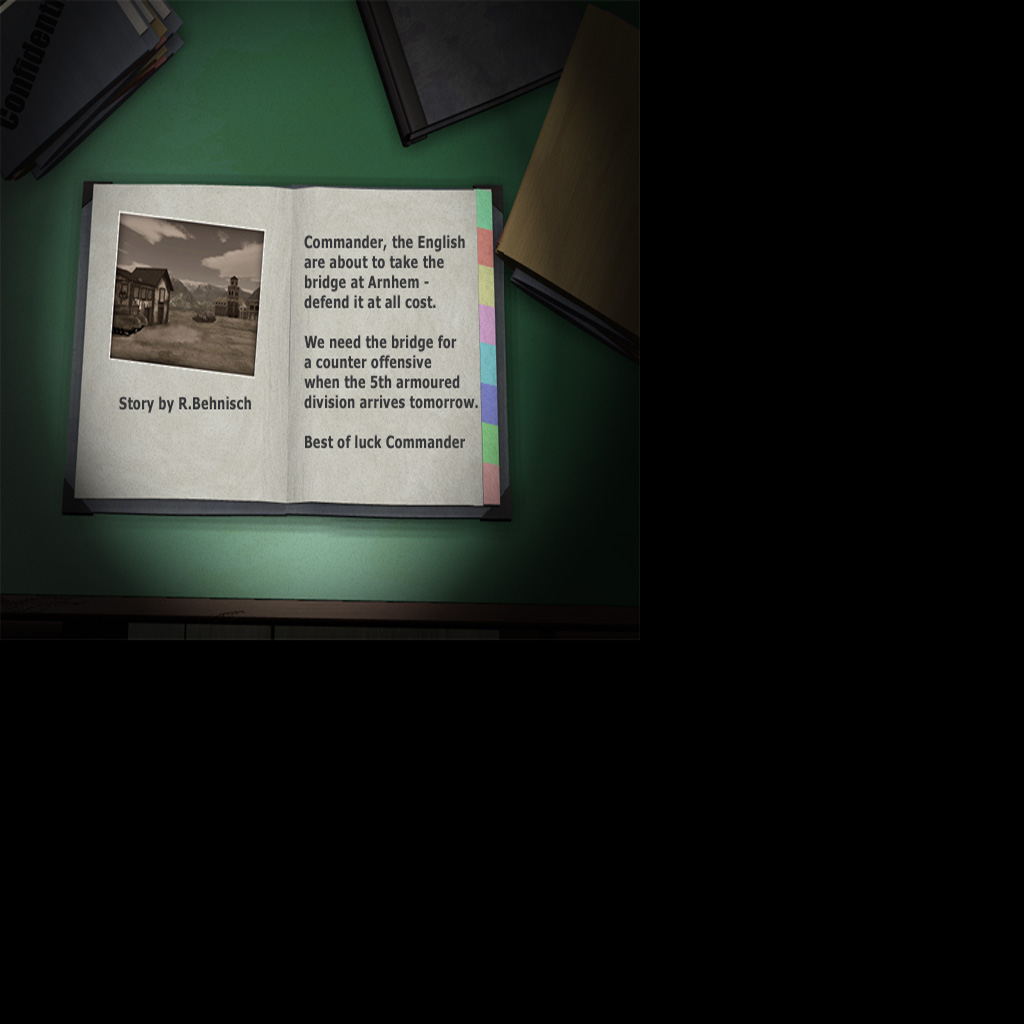 Confident
Commander, the English
are about to take the
bridge at Arnhem -
defend it at all cost.
We need the bridge for
a counter offensive
when the 5th armoured
division arrives tomorrow.
Best of luck Commander
Story by R.Behnisch